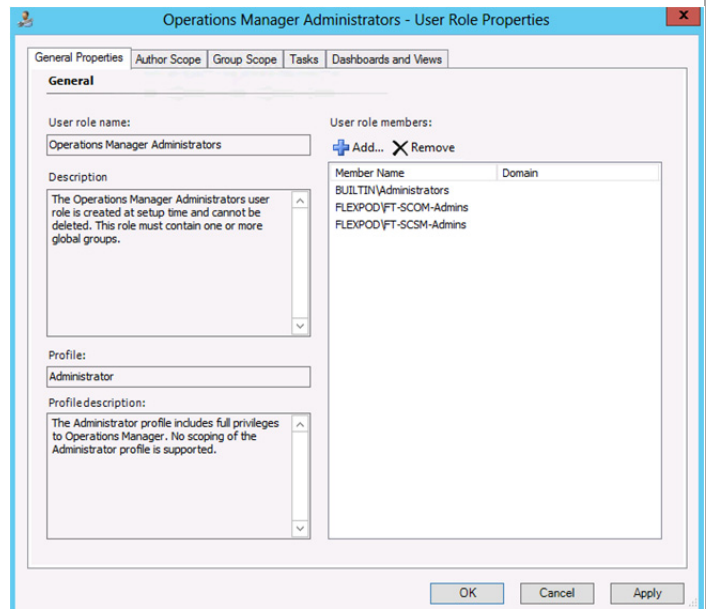 Operations Manager Administrators - User Role Properties
x
General Properties
Author Scope
Group Scope
Tasks
Dashboards and Views
General
User role name:
Operations Manager Administrators
Description
The Operations Manager Administrators user
role is created at setup time and cannot be
deleted. This role must contain one or more
global groups.
Profile:
Administrator
Profiledescription:
The Administrator profile includes full privileges
to Operations Manager. No scoping of the
Administrator profile is supported.
User role members:
Add... Remove
Member Name Domain
BUILTIN\Administrators
FLEXPOD\FT-SCOM-Admins
FLEXPOD\FT-SCSM-Admins
OK
Cancel
Apply